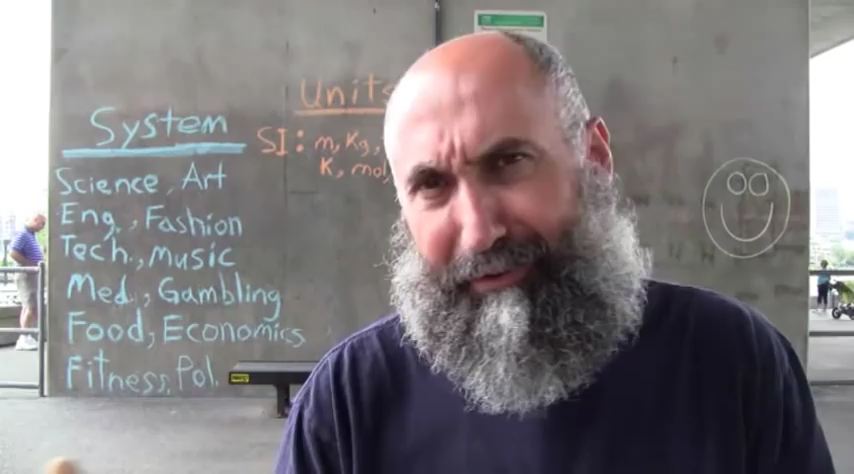 System
Science, Art
Eng., Fashion
Tech., Music
Med., Gambling
Food, Economics
Fitness, Pol.
Units
SI: m, Kg,
K, mol,